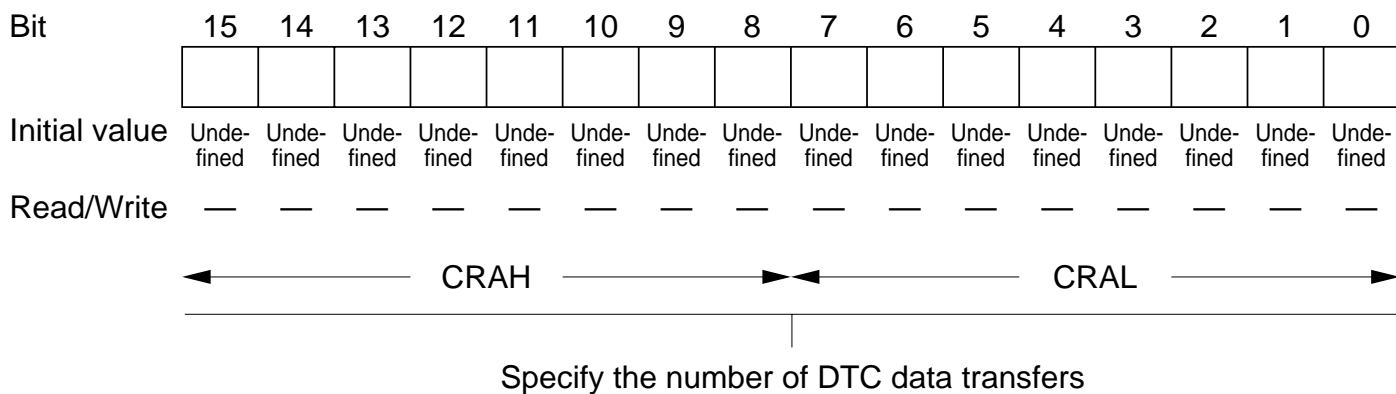 Bit 15 14 13 12 11 10 9 8 7 6 5 4 3 2 1 0
Initial value Unde- Unde- Unde- Unde- Unde- Unde- Unde- Unde- Unde- Unde- Unde- Unde- Unde- Unde- Unde- Unde-
fined fined fined fined fined fined fined fined fined fined fined fined fined fined fined fined
Read/Write — — — — — — — — — — — — — — — —
CRAH CRAL
Specify the number of DTC data transfers